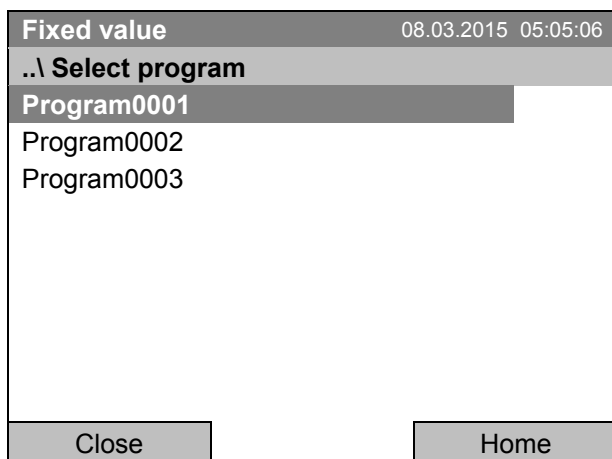 Fixed value 08.03.2015 05:05:06
..\ Select program
Program0001
Program0002
Program0003
Close Home